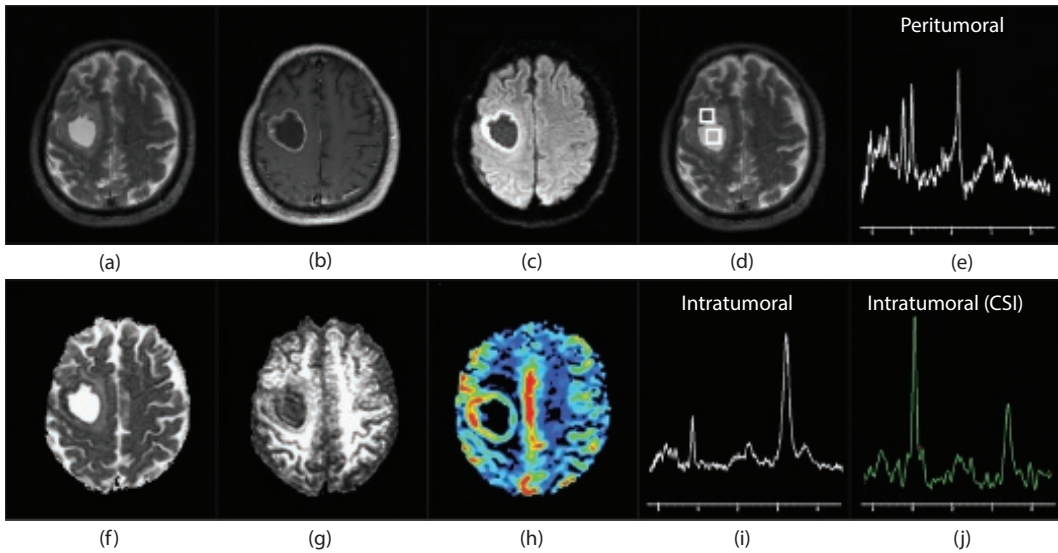 Peritumoral
(a)
(b)
(c)
(d)
(e)
Intratumoral
Intratumoral (CSI)
(f)
(g)
(h)
(i)
(j)